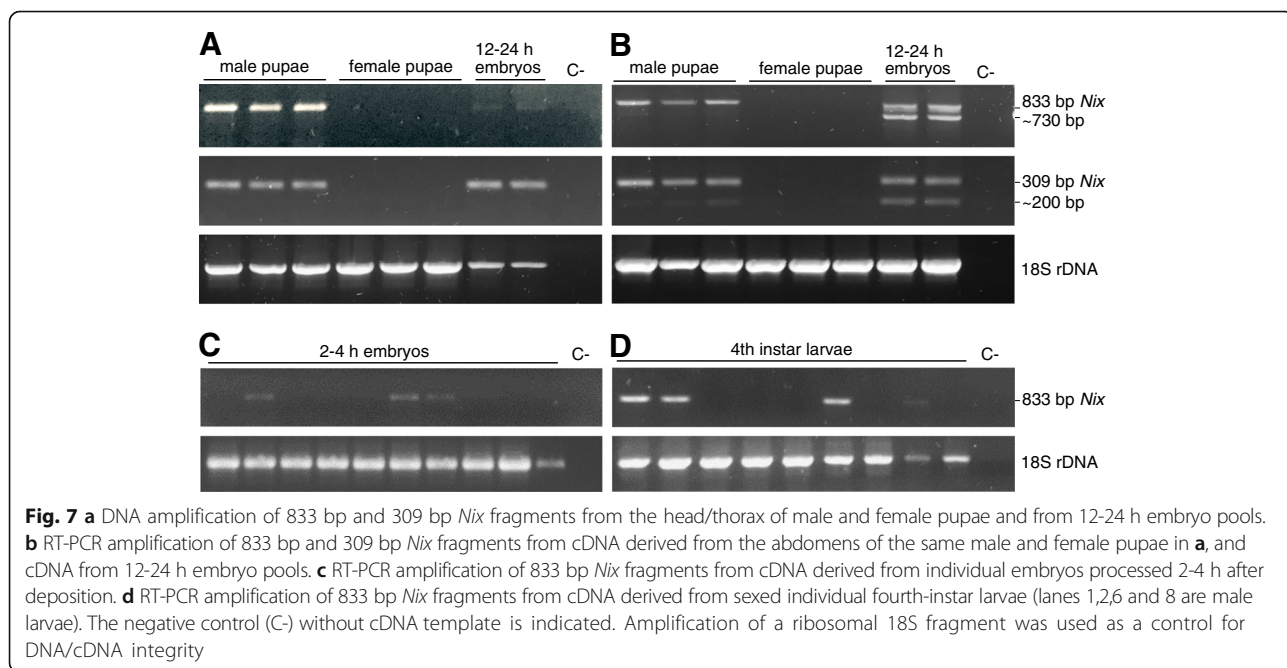 A
male pupae female pupae 12-24 h embryos C-
B
male pupae female pupae 12-24 h embryos C-
833 bp Nix
~730 bp
309 bp Nix
~200 bp
18S rDNA
C
2-4 h embryos C-
D
4th instar larvae C-
833 bp Nix
18S rDNA
Fig. 7 a DNA amplification of 833 bp and 309 bp Nix fragments from the head/thorax of male and female pupae and from 12-24 h embryo pools.
b RT-PCR amplification of 833 bp and 309 bp Nix fragments from cDNA derived from the abdomens of the same male and female pupae in a, and
cDNA from 12-24 h embryo pools. c RT-PCR amplification of 833 bp Nix fragments from cDNA derived from individual embryos processed 2-4 h after
deposition. d RT-PCR amplification of 833 bp Nix fragments from cDNA derived from sexed individual fourth-instar larvae (lanes 1,2,6 and 8 are male
larvae). The negative control (C-) without cDNA template is indicated. Amplification of a ribosomal 18S fragment was used as a control for
DNA/cDNA integrity